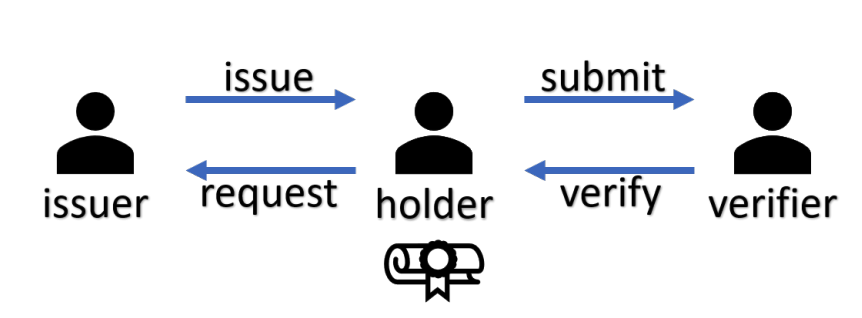 issue
submit
request
verify
issuer
holder
verifier